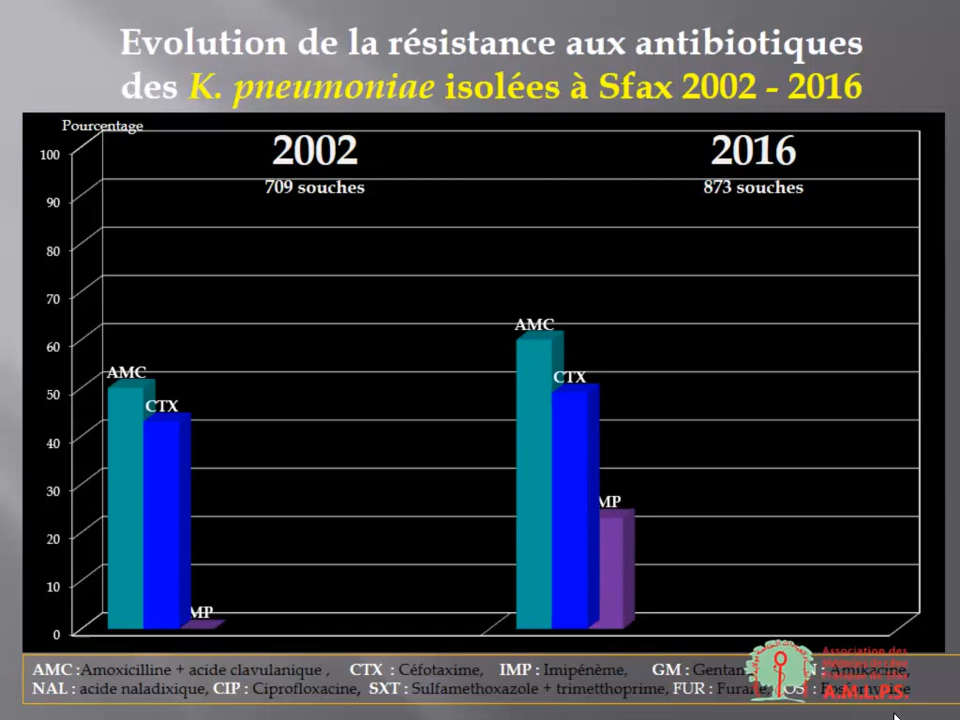 Evolution de la résistance aux antibiotiques
des K. pneumoniae isolées à Sfax 2002 - 2016
Pourcentage
2002
2016
709 souches
873 souches
100
90
80
70
60
50
40
30
20
10
0
AMC
CTX
MP
AMC
CTX
MP
AMC : Amoxicilline + acide clavulanique , CTX : Céfotaxime, IMP : Imipénème, GM : N : Amikacine,
NAL : acide naladixique, CIP : Ciprofloxacine, SXT : Sulfamethoxazole + trimetthoprime, FUR : Furane,
Association des
A.M.L.P.S.